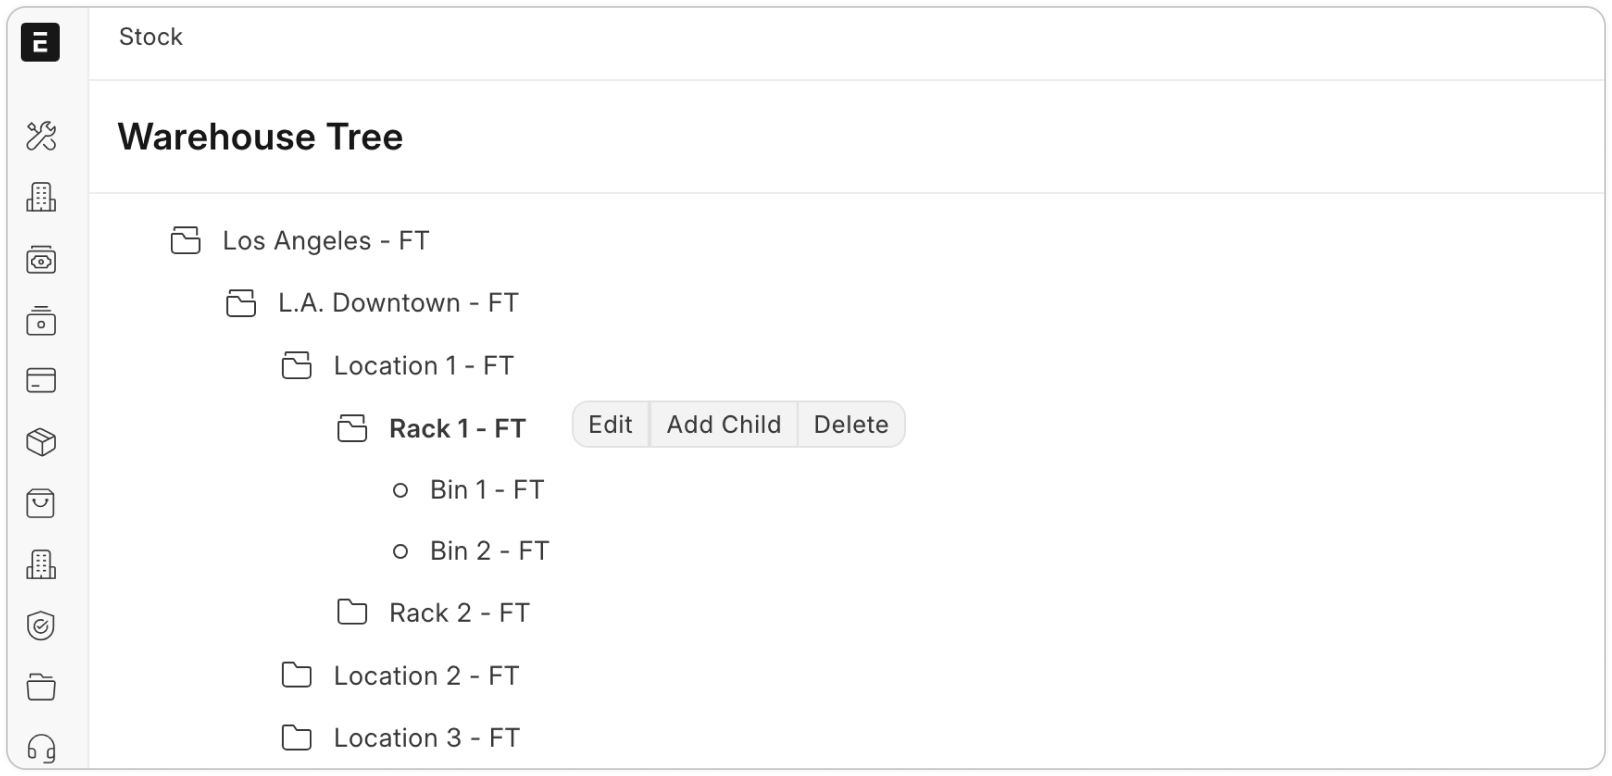 E
Stock
Warehouse Tree
Los Angeles - FT
L.A. Downtown - FT
Location 1 - FT
Rack 1 - FT Edit Add Child Delete
Bin 1 - FT
Bin 2 - FT
Rack 2 - FT
Location 2 - FT
Location 3 - FT